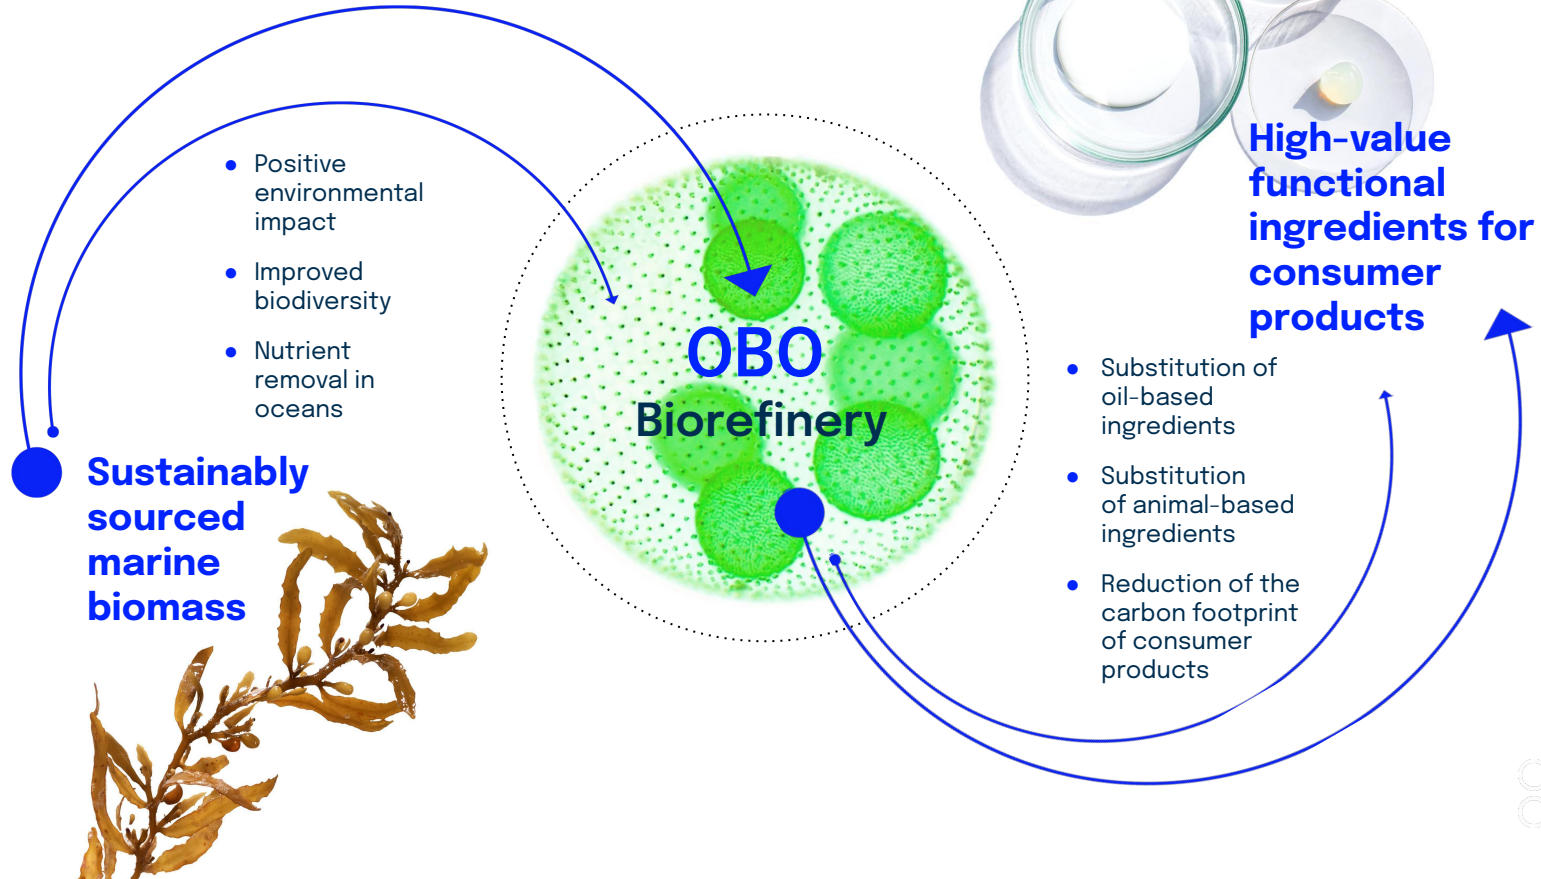 Positive
environmental
impact
Improved
biodiversity
Nutrient
removal in
oceans
Sustainably
sourced
marine
biomass
OBO
Biorefinery
High-value
functional
ingredients for
consumer
products
Substitution of
oil-based
ingredients
Substitution
of animal-based
ingredients
Reduction of the
carbon footprint
of consumer
products